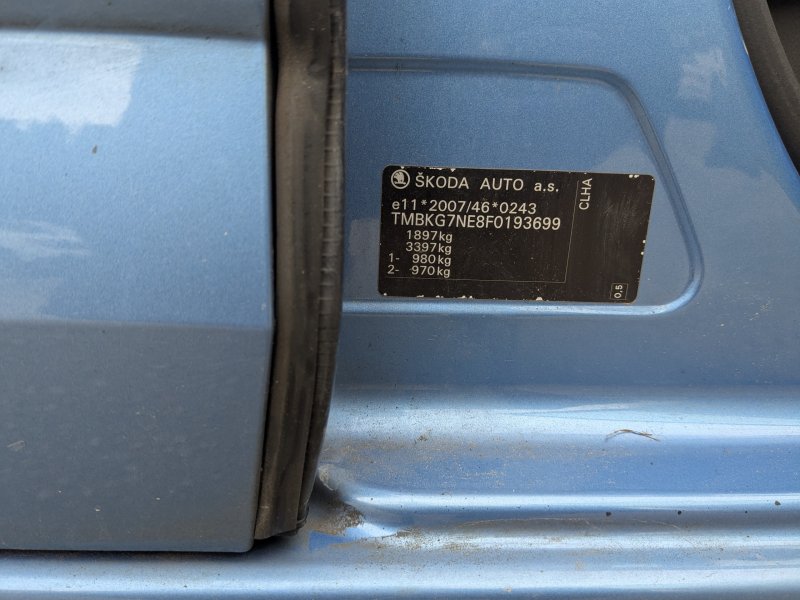 ŠKODA AUTO a.s.
e11*2007/46*0243
TMBKG7NE8F0193699
1897kg
3397kg
1- 980kg
2- 970kg
CLHA
0,5